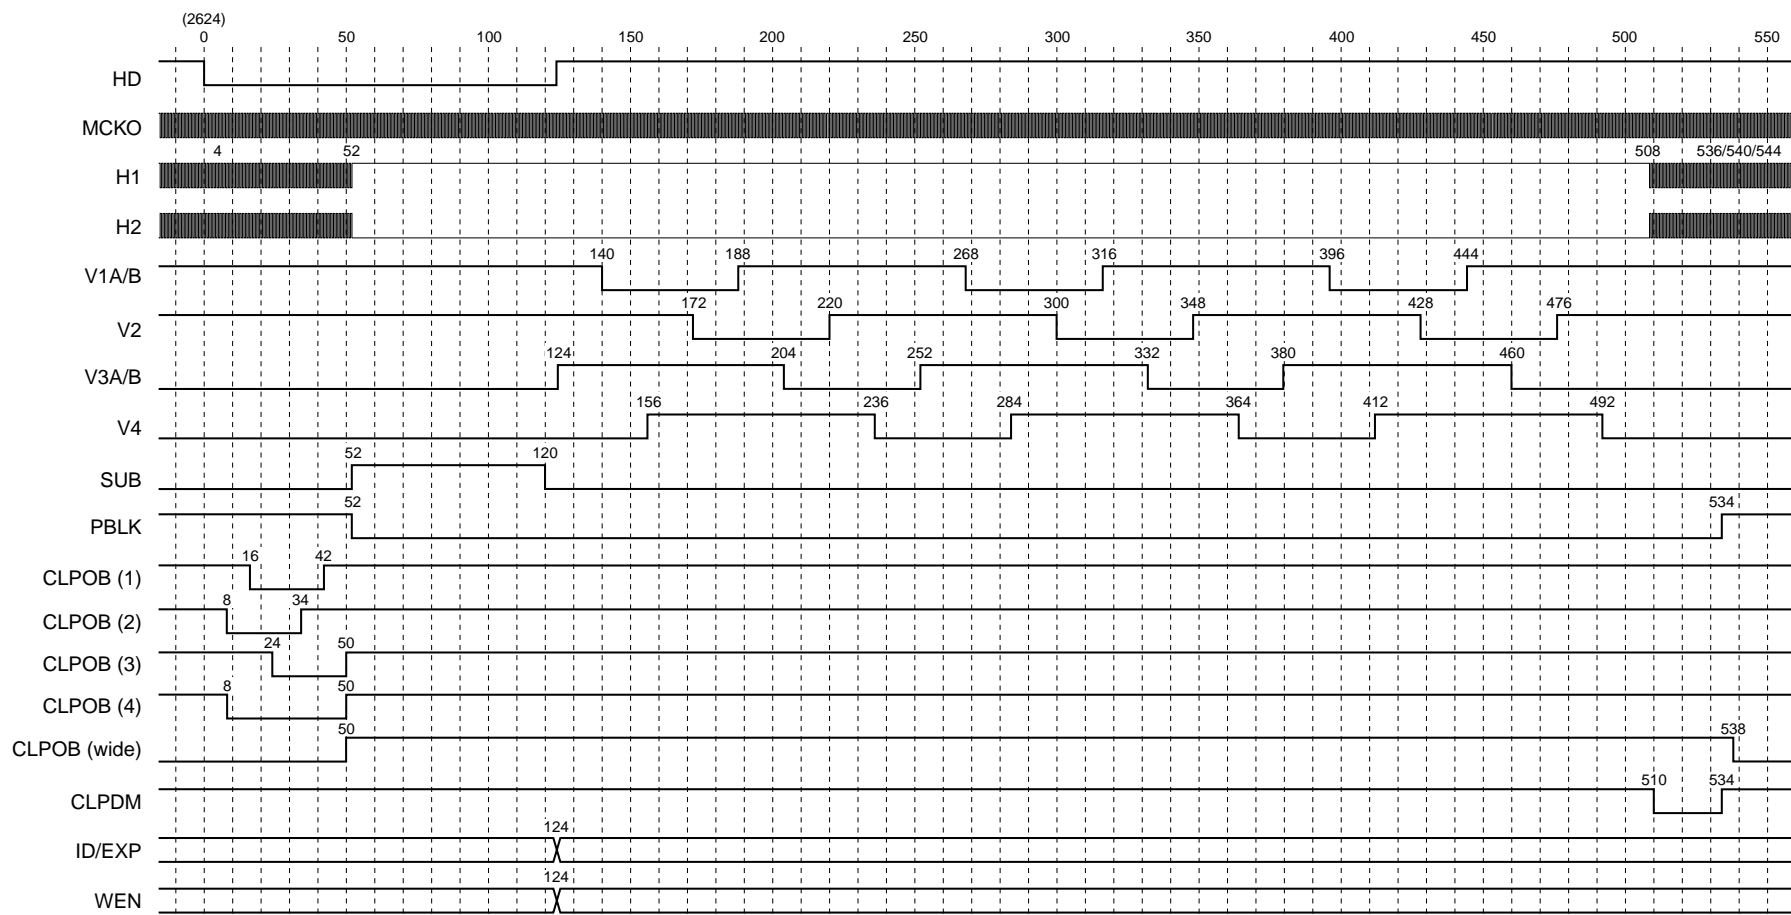 (2624)
0 50 100 150 200 250 300 350 400 450 500 550
HD
MCKO
4 52 508 536/540/544
H1
H2
140 188 268 316 396 444
V1A/B
172 220 300 348 428 476
V2
124 204 252 332 380 460
V3A/B
156 236 284 364 412 492
V4
52 120
SUB
52 534
PBLK
16 42
CLPOB (1)
8 34
CLPOB (2)
24 50
CLPOB (3)
8 50
CLPOB (4)
50 538
CLPOB (wide)
510 534
CLPDM
124
ID/EXP
124
WEN